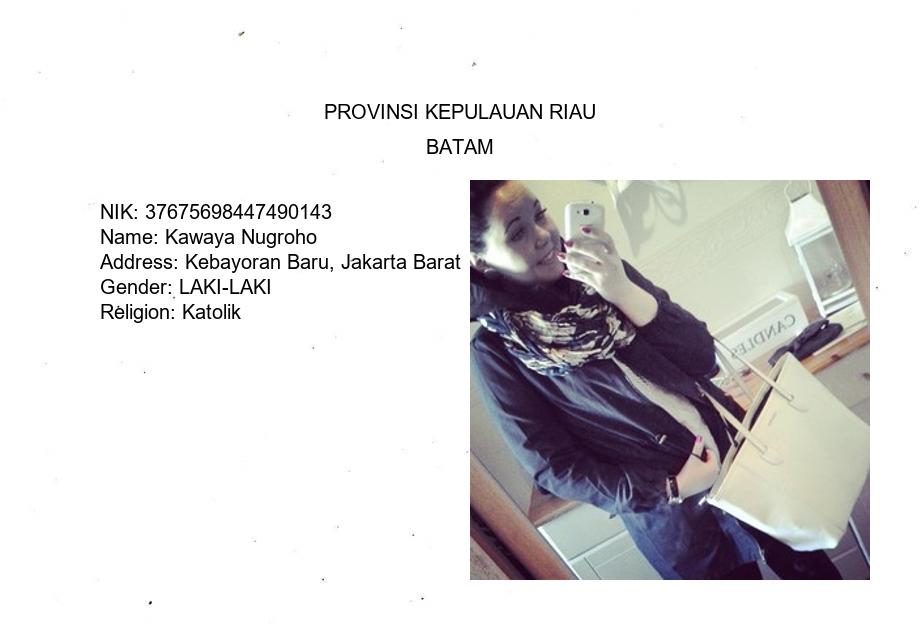 PROVINSI KEPULAUAN RIAU
BATAM
NIK: 37675698447490143
Name: Kawaya Nugroho
Address: Kebayoran Baru, Jakarta Barat
Gender: LAKI-LAKI
Religion: Katolik
CANDLES